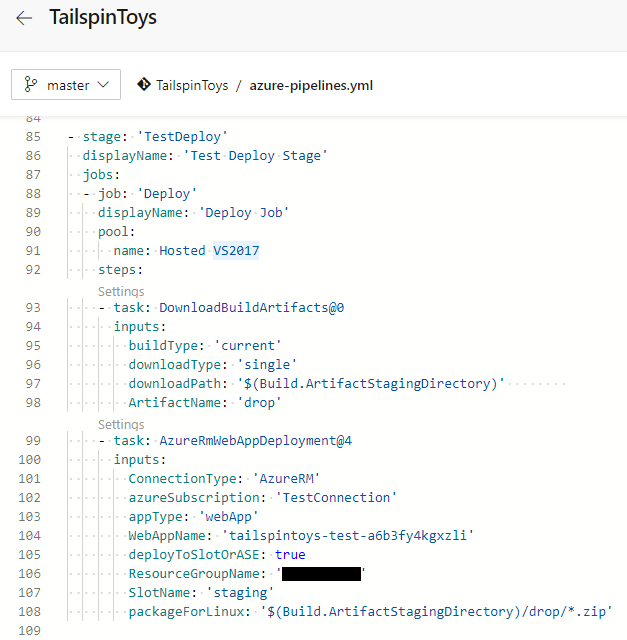 TailspinToys
master TailspinToys / azure-pipelines.yml
84
85 - stage: 'TestDeploy'
86 displayName: 'Test Deploy Stage'
87 jobs:
88 - job: 'Deploy'
89 displayName: 'Deploy Job'
90 pool:
91 name: Hosted VS2017
92 steps:
Settings
93 - task: DownloadBuildArtifacts@0
94 inputs:
95 buildType: 'current'
96 downloadType: 'single'
97 downloadPath: '$(Build.ArtifactStagingDirectory)'
98 ArtifactName: 'drop'
Settings
99 - task: AzureRmWebAppDeployment@4
100 inputs:
101 ConnectionType: 'AzureRM'
102 azureSubscription: 'TestConnection'
103 appType: 'webApp'
104 WebAppName: 'tailspintoys-test-a6b3fy4kgxzli'
105 deployToSlotOrASE: true
106 ResourceGroupName: ' '
107 SlotName: 'staging'
108 packageForLinux: '$(Build.ArtifactStagingDirectory)/drop/*.zip'
109